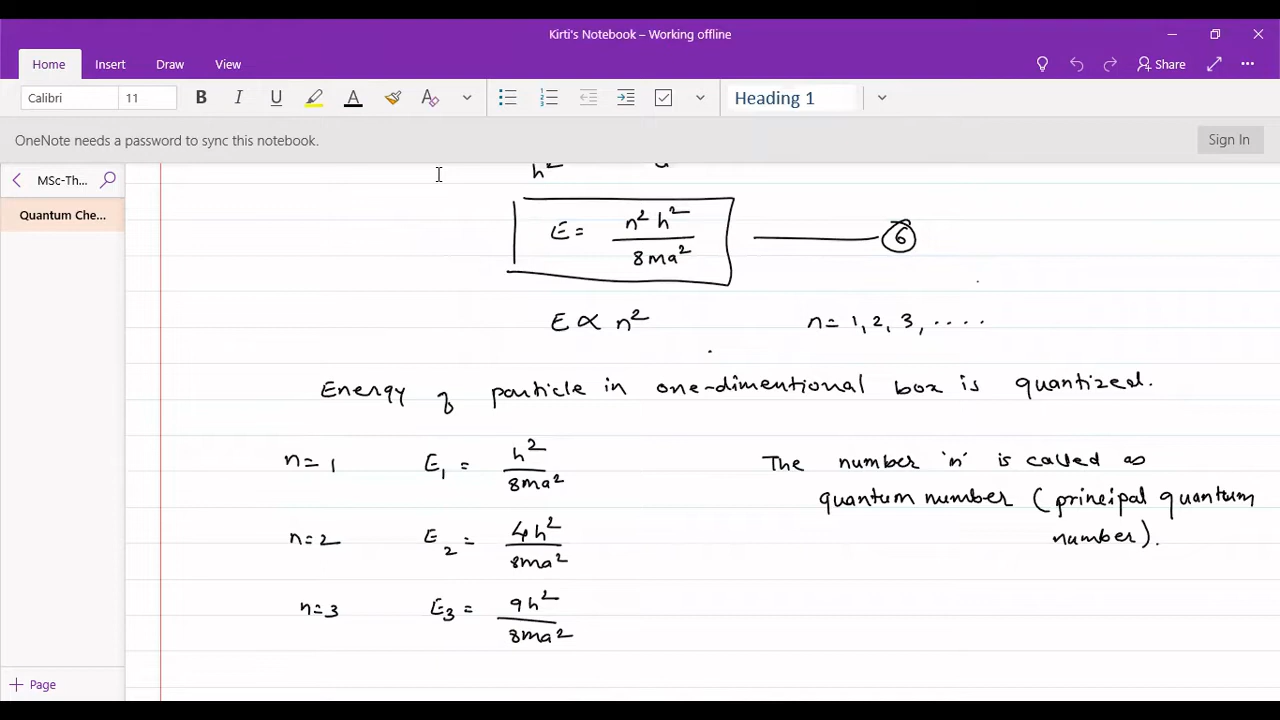 Kirti's Notebook – Working offline
Home Insert Draw View Share
Calibri 11 B I U A Heading 1
OneNote needs a password to sync this notebook. Sign In
MSc-Th...
Quantum Che...
h²
E = n² h² / 8ma² ⑥
E ∝ n² n = 1, 2, 3, ....
Energy of particle in one-dimentional box is quantized.
n = 1 E₁ = h² / 8ma²
The number 'n' is called as
quantum number (principal quantum
number).
n = 2 E₂ = 4h² / 8ma²
n = 3 E₃ = 9h² / 8ma²
+ Page